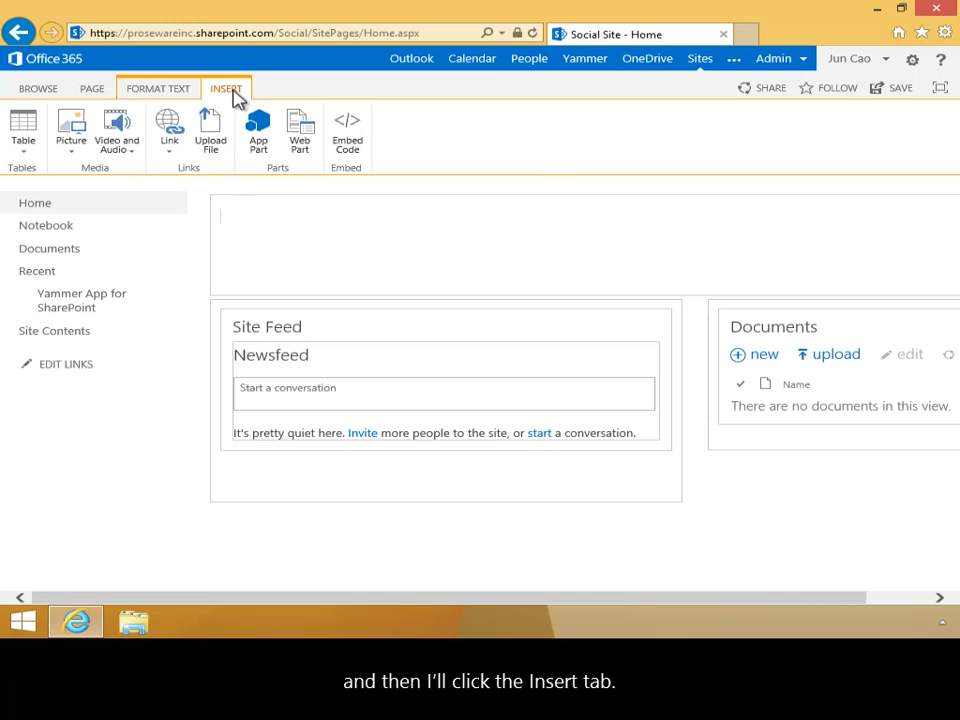 https://prosewareinc.sharepoint.com/Social/SitePages/Home.aspx
Social Site - Home
Office 365
Outlook Calendar People Yammer OneDrive Sites ... Admin Jun Cao ?
BROWSE PAGE FORMAT TEXT INSERT SHARE FOLLOW SAVE
Table Picture Video and Audio Link Upload File App Part Web Part Embed Code
Tables Media Links Parts Embed
Home
Notebook
Documents
Recent
Yammer App for
SharePoint
Site Contents
EDIT LINKS
Site Feed
Newsfeed
Start a conversation
It's pretty quiet here. Invite more people to the site, or start a conversation.
Documents
new upload edit
Name
There are no documents in this view.
and then I'll click the Insert tab.